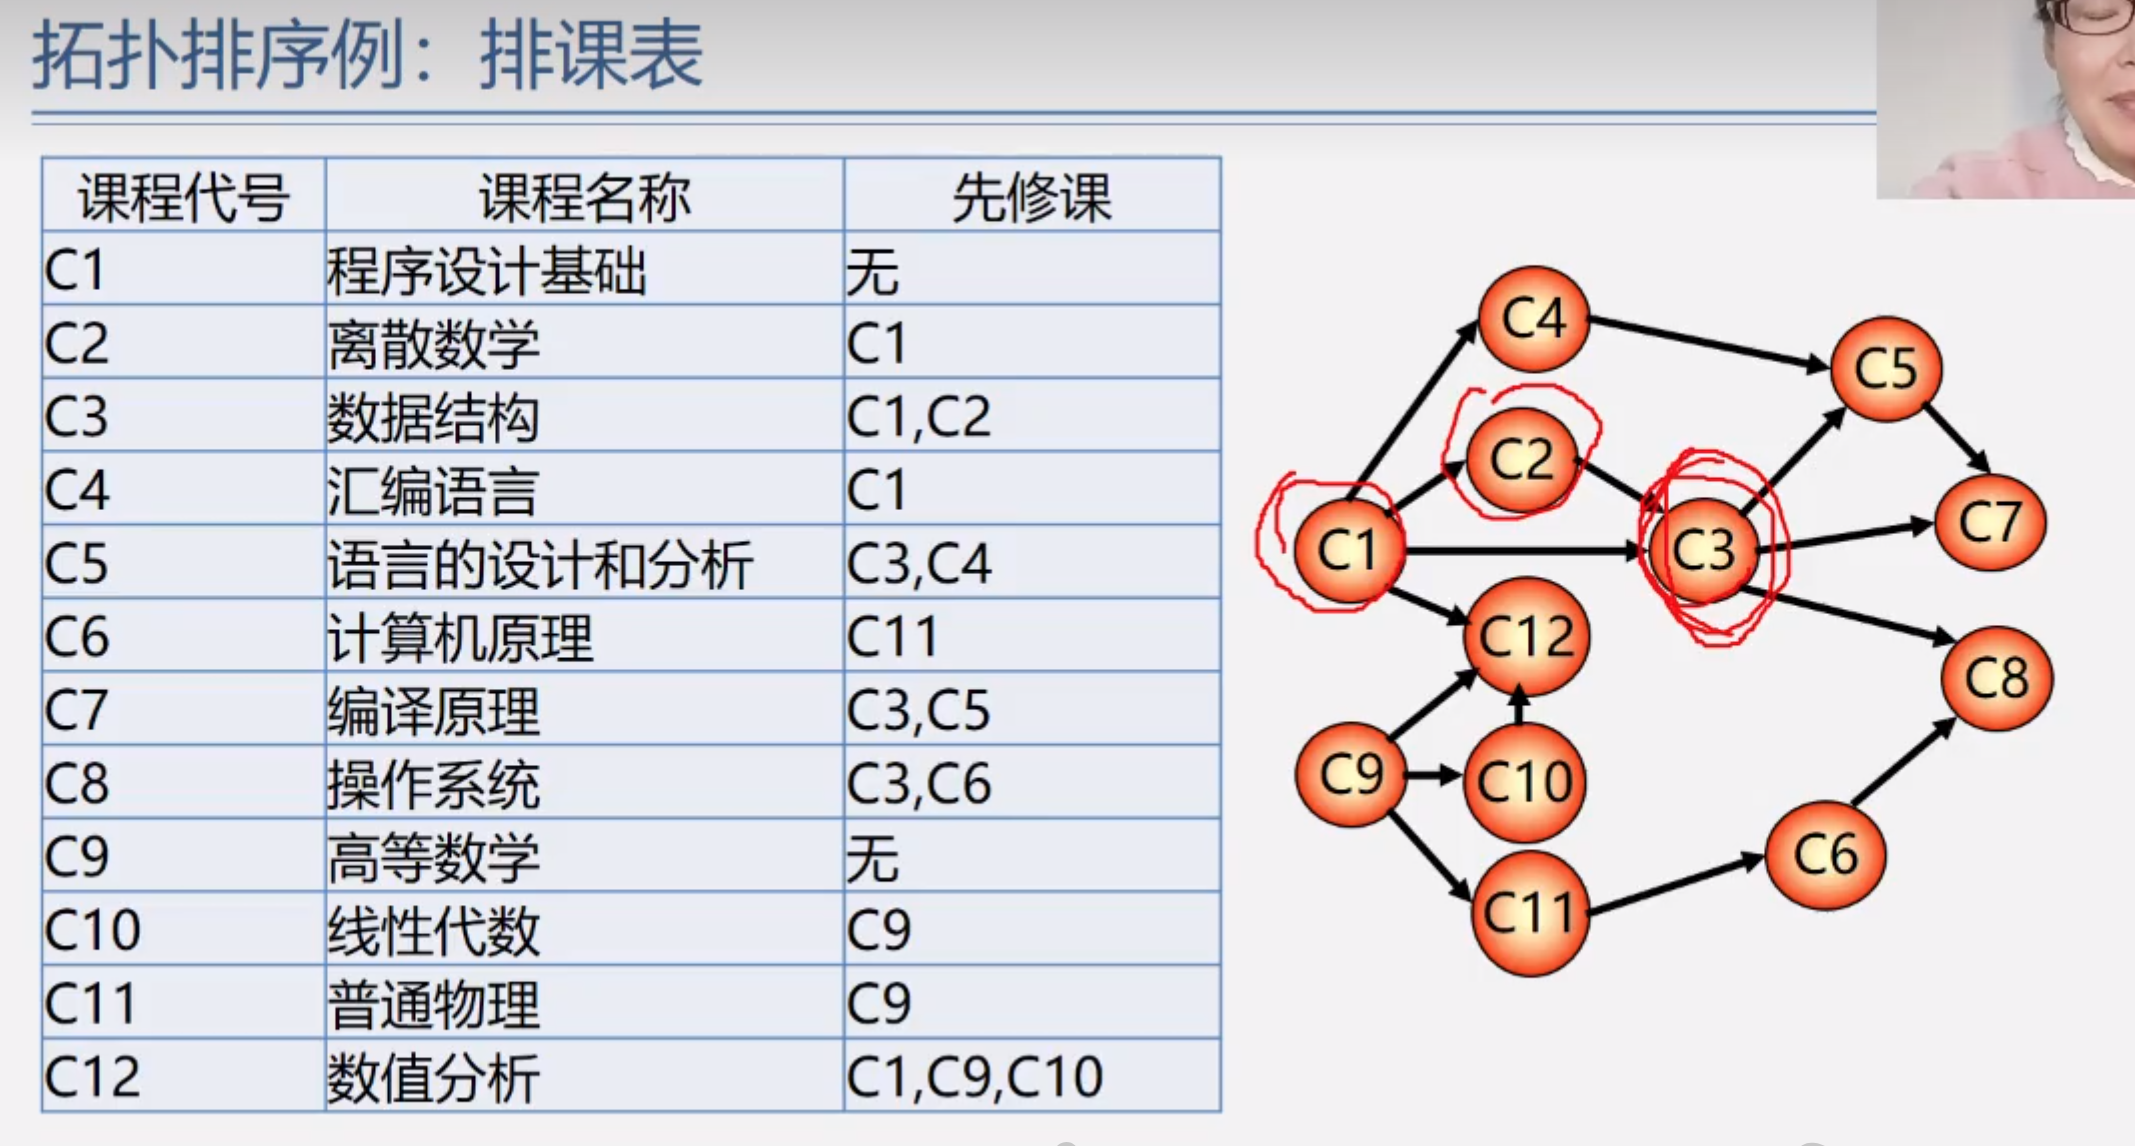 拓扑排序例：排课表
课程代号 课程名称 先修课
C1 程序设计基础 无
C2 离散数学 C1
C3 数据结构 C1,C2
C4 汇编语言 C1
C5 语言的设计和分析 C3,C4
C6 计算机原理 C11
C7 编译原理 C3,C5
C8 操作系统 C3,C6
C9 高等数学 无
C10 线性代数 C9
C11 普通物理 C9
C12 数值分析 C1,C9,C10
C4
C5
C2
C7
C1
C3
C12
C8
C9
C10
C6
C11